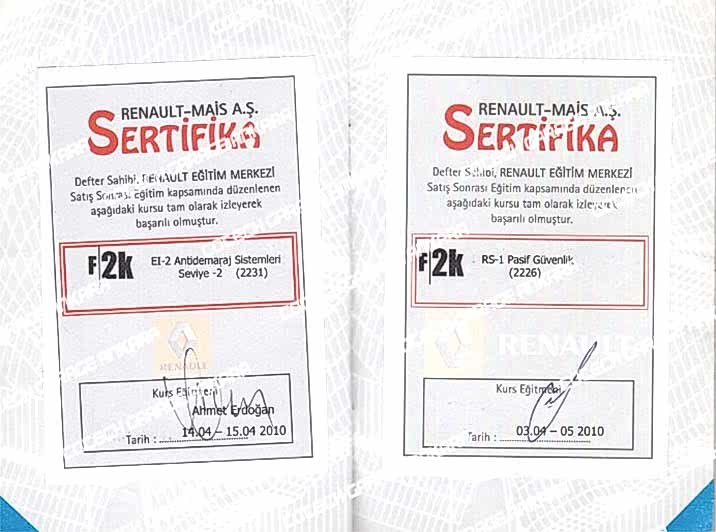 RENAULT-MAİS A.Ş.
SERTİFİKA
Defter Sahibi, RENAULT EĞİTİM MERKEZİ
Satış Sonrası Eğitim kapsamında düzenlenen
aşağıdaki kursu tam olarak izleyerek
başarılı olmuştur.
F 2k
EI-2 Antidemaraj Sistemleri
Seviye -2 (2231)
RENAULT
Kurs Eğitmeni
Ahmet Erdoğan
Tarih : 14.04 – 15.04 2010
RENAULT-MAİS A.Ş.
SERTİFİKA
Defter Sahibi, RENAULT EĞİTİM MERKEZİ
Satış Sonrası Eğitim kapsamında düzenlenen
aşağıdaki kursu tam olarak izleyerek
başarılı olmuştur.
F 2k
RS-1 Pasif Güvenlik
(2226)
RENAULT
Kurs Eğitmeni
Tarih : 03.04 – 05 2010